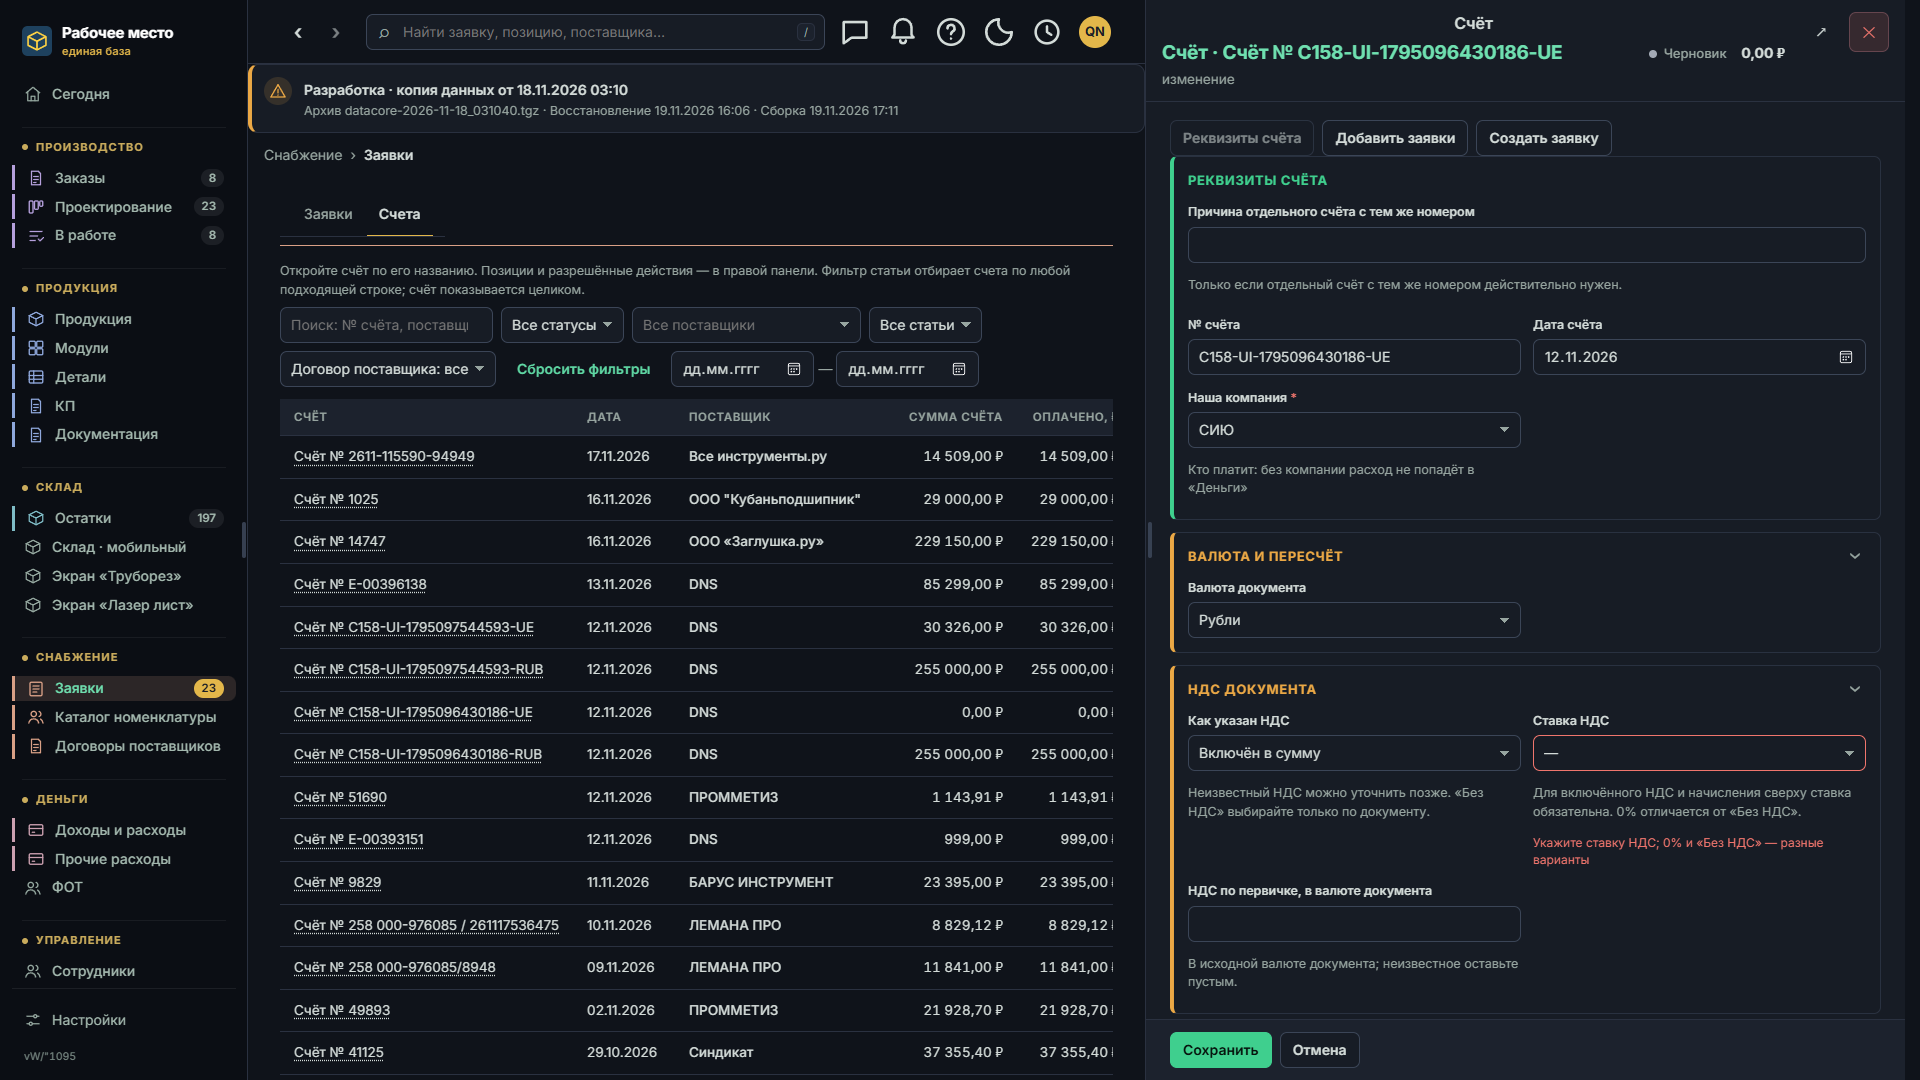 Рабочее место
единая база
Сегодня
ПРОИЗВОДСТВО
Заказы 8
Проектирование 23
В работе 8
ПРОДУКЦИЯ
Продукция
Модули
Детали
КП
Документация
СКЛАД
Остатки 197
Склад · мобильный
Экран «Труборез»
Экран «Лазер лист»
СНАБЖЕНИЕ
Заявки 23
Каталог номенклатуры
Договоры поставщиков
ДЕНЬГИ
Доходы и расходы
Прочие расходы
ФОТ
УПРАВЛЕНИЕ
Сотрудники
Настройки
vW/"1095
Найти заявку, позицию, поставщика... /
QN
Разработка · копия данных от 18.11.2026 03:10
Архив datacore-2026-11-18_031040.tgz · Восстановление 19.11.2026 16:06 · Сборка 19.11.2026 17:11
Снабжение › Заявки
Заявки Счета
Откройте счёт по его названию. Позиции и разрешённые действия — в правой панели. Фильтр статьи отбирает счета по любой
подходящей строке; счёт показывается целиком.
Поиск: № счёта, поставщ Все статусы Все поставщики Все статьи
Договор поставщика: все Сбросить фильтры дд.мм.гггг — дд.мм.гггг
СЧЁТ ДАТА ПОСТАВЩИК СУММА СЧЁТА ОПЛАЧЕНО,
Счёт № 2611-115590-94949 17.11.2026 Все инструменты.ру 14 509,00 ₽ 14 509,00
Счёт № 1025 16.11.2026 ООО "Кубаньподшипник" 29 000,00 ₽ 29 000,00
Счёт № 14747 16.11.2026 ООО «Заглушка.ру» 229 150,00 ₽ 229 150,00
Счёт № E-00396138 13.11.2026 DNS 85 299,00 ₽ 85 299,00
Счёт № C158-UI-1795097544593-UE 12.11.2026 DNS 30 326,00 ₽ 30 326,00
Счёт № C158-UI-1795097544593-RUB 12.11.2026 DNS 255 000,00 ₽ 255 000,00
Счёт № C158-UI-1795096430186-UE 12.11.2026 DNS 0,00 ₽ 0,00
Счёт № C158-UI-1795096430186-RUB 12.11.2026 DNS 255 000,00 ₽ 255 000,00
Счёт № 51690 12.11.2026 ПРОММЕТИЗ 1 143,91 ₽ 1 143,91
Счёт № E-00393151 12.11.2026 DNS 999,00 ₽ 999,00
Счёт № 9829 11.11.2026 БАРУС ИНСТРУМЕНТ 23 395,00 ₽ 23 395,00
Счёт № 258 000-976085 / 261117536475 10.11.2026 ЛЕМАНА ПРО 8 829,12 ₽ 8 829,12
Счёт № 258 000-976085/8948 09.11.2026 ЛЕМАНА ПРО 11 841,00 ₽ 11 841,00
Счёт № 49893 02.11.2026 ПРОММЕТИЗ 21 928,70 ₽ 21 928,70
Счёт № 41125 29.10.2026 Синдикат 37 355,40 ₽ 37 355,40
Счёт
Счёт · Счёт № C158-UI-1795096430186-UE
Черновик 0,00 ₽
изменение
Реквизиты счёта Добавить заявки Создать заявку
РЕКВИЗИТЫ СЧЁТА
Причина отдельного счёта с тем же номером
Только если отдельный счёт с тем же номером действительно нужен.
№ счёта Дата счёта
C158-UI-1795096430186-UE 12.11.2026
Наша компания *
СИЮ
Кто платит: без компании расход не попадёт в
«Деньги»
ВАЛЮТА И ПЕРЕСЧЁТ
Валюта документа
Рубли
НДС ДОКУМЕНТА
Как указан НДС Ставка НДС
Включён в сумму —
Неизвестный НДС можно уточнить позже. «Без
НДС» выбирайте только по документу.
Для включённого НДС и начисления сверху ставка
обязательна. 0% отличается от «Без НДС».
Укажите ставку НДС; 0% и «Без НДС» — разные
варианты
НДС по первичке, в валюте документа
В исходной валюте документа; неизвестное оставьте
пустым.
Сохранить Отмена